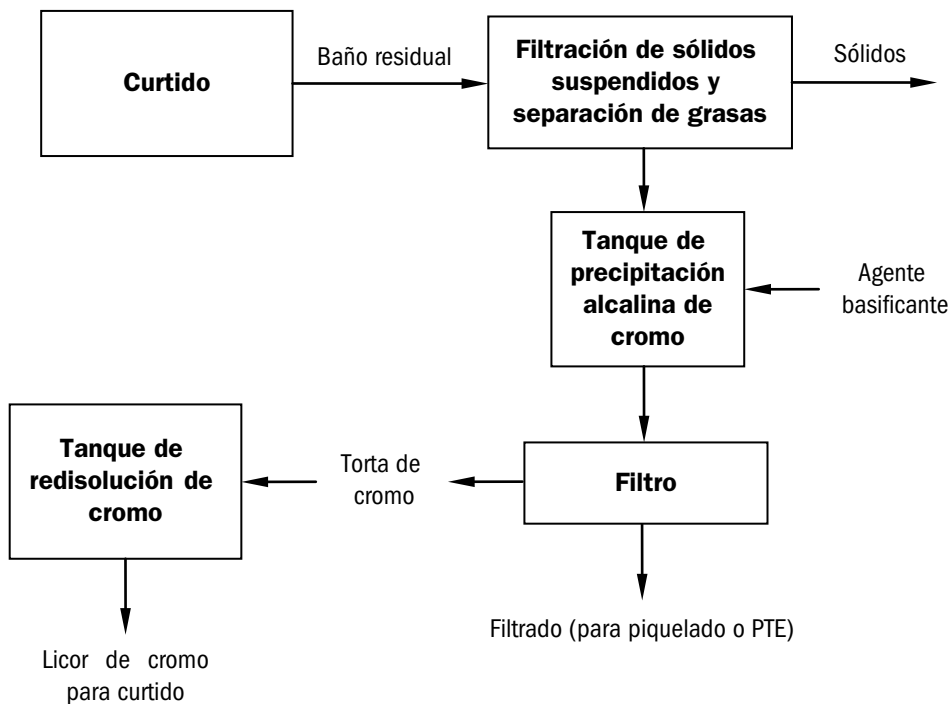 Curtido
Baño residual
Filtración de sólidos
suspendidos y
separación de grasas
Sólidos
Tanque de
precipitación
alcalina de
cromo
Agente
basificante
Tanque de
redisolución de
cromo
Torta de
cromo
Filtro
Filtrado (para piquelado o PTE)
Licor de cromo
para curtido